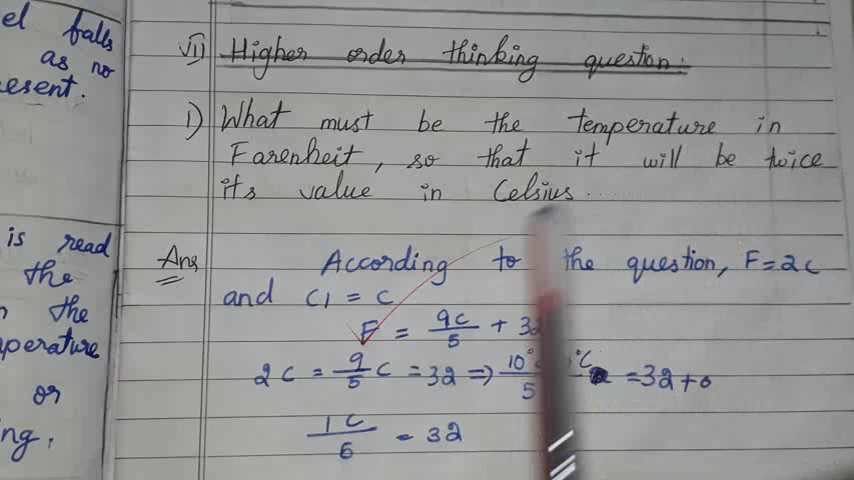 el falls
as no
esent.
is read
the
the
perature
or
ng.
vii) Higher order thinking question.
i) What must be the temperature in
Farenheit, so that it will be twice
its value in Celsius
Ans According to the question, F=2c
and C1 = C
F = 9c/5 + 32
2c = 9/5 c = 32 => 10°/5 °C = 32+0
1c/5 = 32